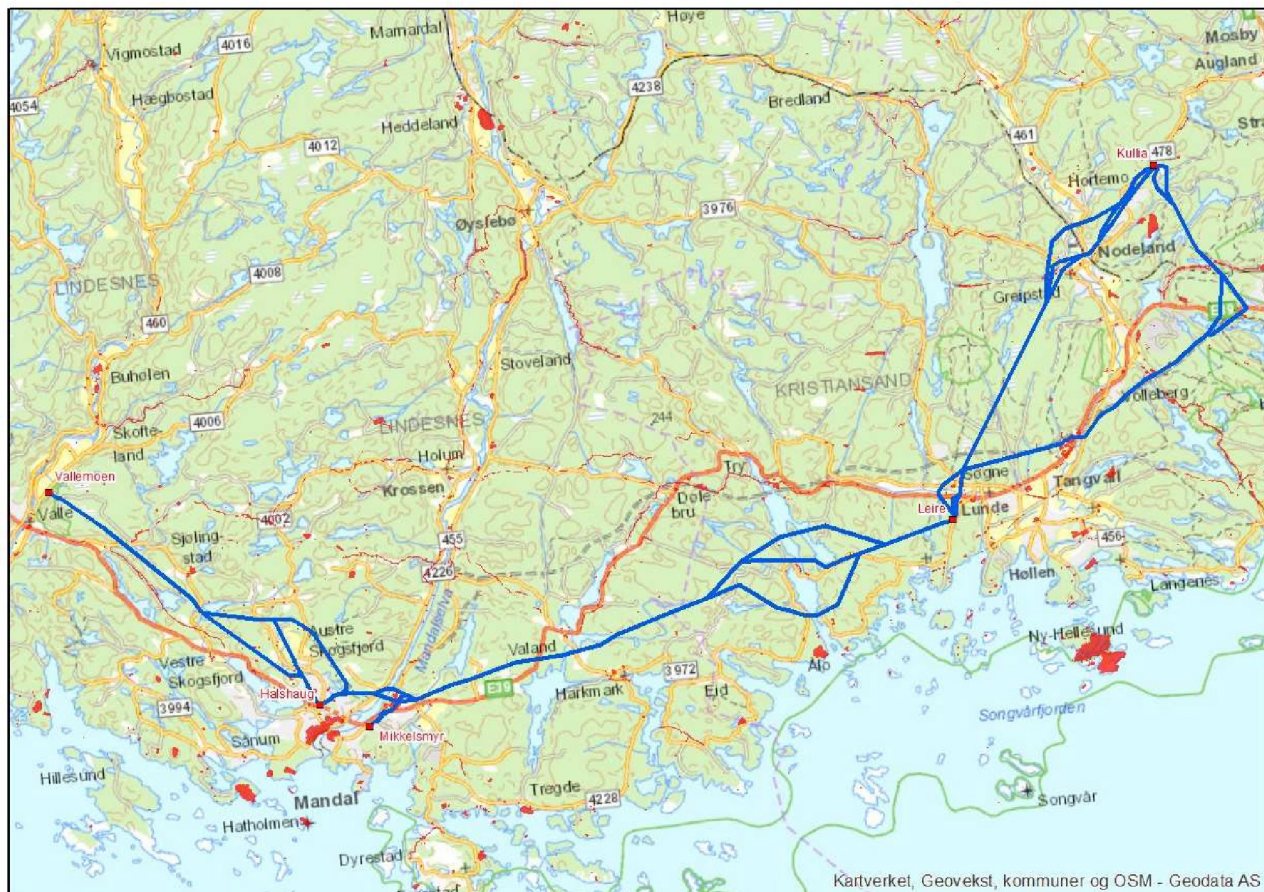 Høye
Marnardal
Mosby
4016
Vigmostad
Augland
4238
Hægbostad
4054
Bredland
Heddeland
461
4012
Kullia
478
Hortemo
3976
Øyslebø
Nodeland
4008
LINDESNES
Greipstad
460
Stoveland
Buhølen
KRISTIANSAND
Volleberg
4006
LINDESNES
244
Skofte-
land
Holum
Try
Vallemoen
Krossen
Søgne
Tangvall
Døle
bru
Leire
Lunde
Valle
4002
Sjøling-
stad
455
456
4226
Høllen
Langenes
Mandalselva
Austre
Skogsfjord
Valand
Ny-Hellesund
Vestre
Skogsfjord
3972
Ålo
E39
Halshaug
Harkmark
Eid
3994
Songvårfjorden
Mikkelsmyr
Sånum
Hillesund
Tregde
Mandal
4228
Songvår
Hatholmen
Dyrestad
Kartverket, Geovekst, kommuner og OSM - Geodata AS